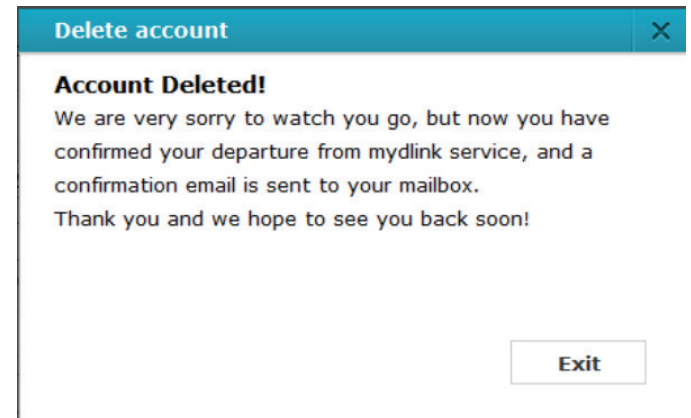 Delete account
Account Deleted!
We are very sorry to watch you go, but now you have
confirmed your departure from mydlink service, and a
confirmation email is sent to your mailbox.
Thank you and we hope to see you back soon!
Exit